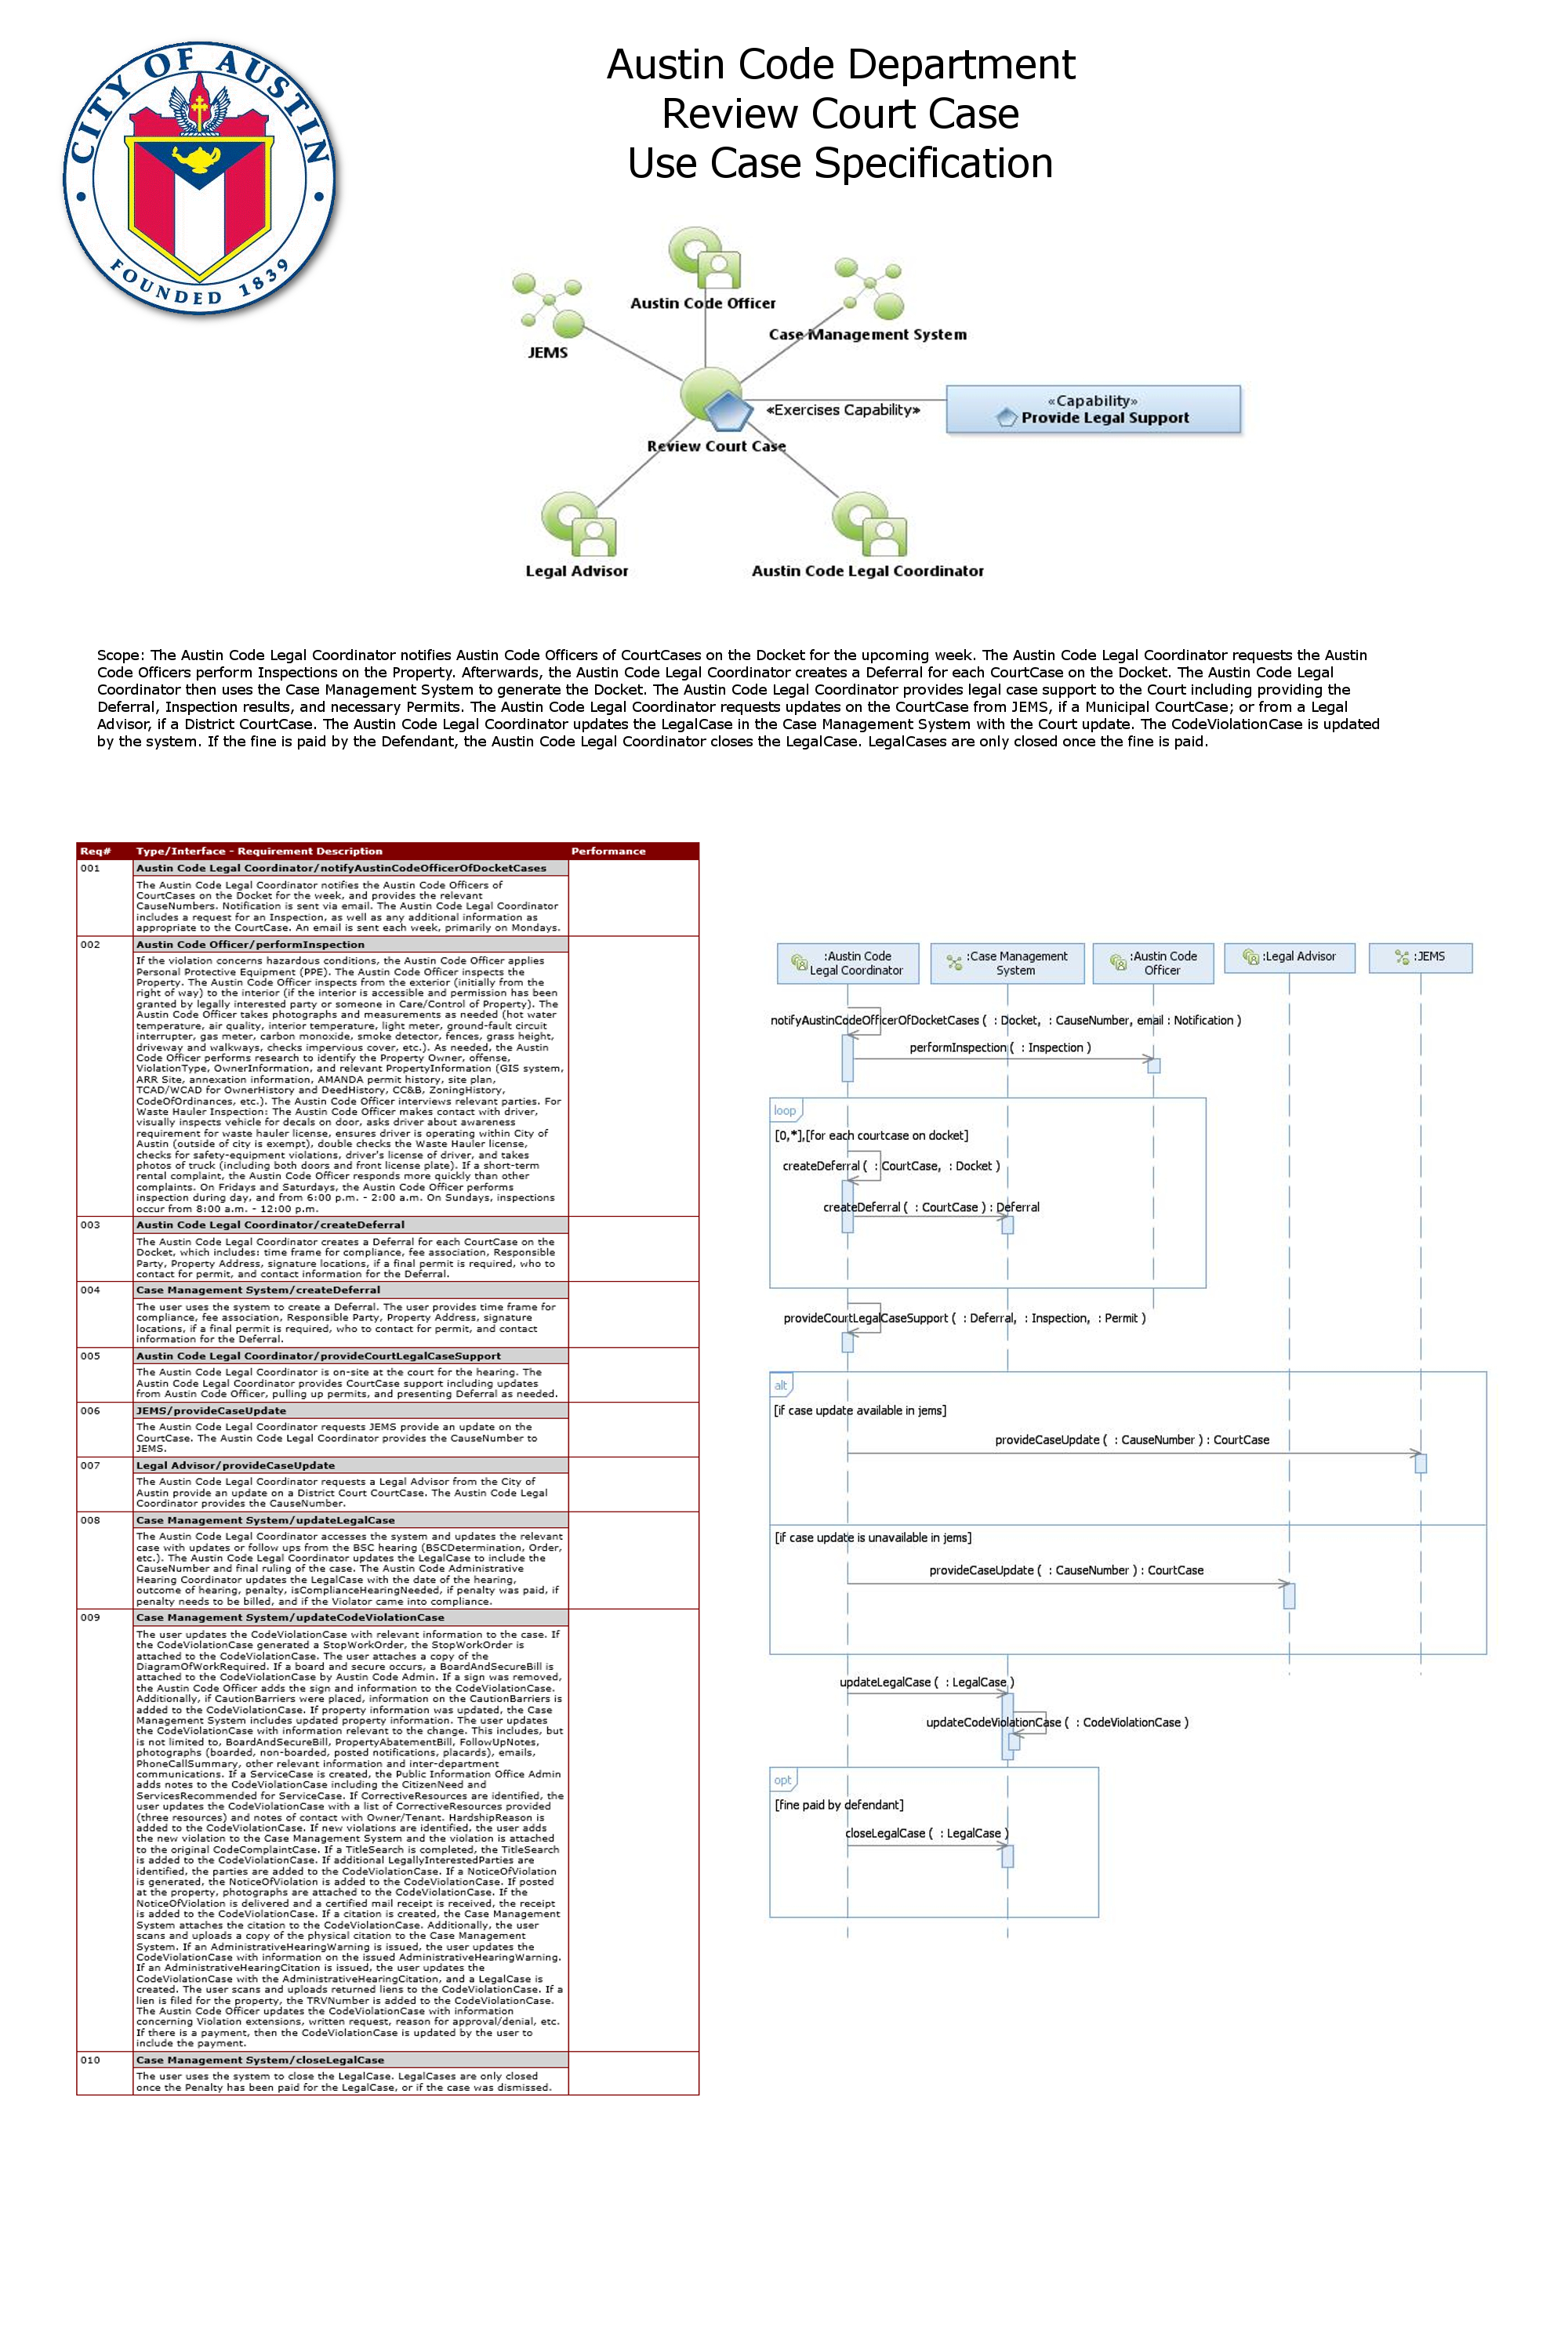 CITY OF AUSTIN
FOUNDED 1839
Austin Code Department
Review Court Case
Use Case Specification
Austin Code Officer
JEMS
Case Management System
«Exercises Capability»
«Capability»
Provide Legal Support
Review Court Case
Legal Advisor
Austin Code Legal Coordinator
Scope: The Austin Code Legal Coordinator notifies Austin Code Officers of CourtCases on the Docket for the upcoming week. The Austin Code Legal Coordinator requests the Austin
Code Officers perform Inspections on the Property. Afterwards, the Austin Code Legal Coordinator creates a Deferral for each CourtCase on the Docket. The Austin Code Legal
Coordinator then uses the Case Management System to generate the Docket. The Austin Code Legal Coordinator provides legal case support to the Court including providing the
Deferral, Inspection results, and necessary Permits. The Austin Code Legal Coordinator requests updates on the CourtCase from JEMS, if a Municipal CourtCase; or from a Legal
Advisor, if a District CourtCase. The Austin Code Legal Coordinator updates the LegalCase in the Case Management System with the Court update. The CodeViolationCase is updated
by the system. If the fine is paid by the Defendant, the Austin Code Legal Coordinator closes the LegalCase. LegalCases are only closed once the fine is paid.
Req# Type/Interface - Requirement Description Performance
001 Austin Code Legal Coordinator/notifyAustinCodeOfficerOfDocketCases
The Austin Code Legal Coordinator notifies the Austin Code Officers of
CourtCases on the Docket for the week, and provides the relevant
CauseNumbers. Notification is sent via email. The Austin Code Legal Coordinator
includes a request for an Inspection, as well as any additional information as
appropriate to the CourtCase. An email is sent each week, primarily on Mondays.
002 Austin Code Officer/performInspection
If the violation concerns hazardous conditions, the Austin Code Officer applies
Personal Protective Equipment (PPE). The Austin Code Officer inspects the
Property. The Austin Code Officer inspects from the exterior (initially from the
right of way) to the interior (if the interior is accessible and permission has been
granted by legally interested party or someone in Care/Control of Property). The
Austin Code Officer takes photographs and measurements as needed (hot water
temperature, air quality, interior temperature, light meter, ground-fault circuit
interrupter, gas meter, carbon monoxide, smoke detector, fences, grass height,
driveway and walkways, checks impervious cover, etc.). As needed, the Austin
Code Officer performs research to identify the Property Owner, offense,
ViolationType, OwnerInformation, and relevant PropertyInformation (GIS system,
ARR Site, annexation information, AMANDA permit history, site plan,
TCAD/WCAD for OwnerHistory and DeedHistory, CC&B, ZoningHistory,
CodeOfOrdinances, etc.). The Austin Code Officer interviews relevant parties. For
Waste Hauler Inspection: The Austin Code Officer makes contact with driver,
visually inspects vehicle for decals on door, asks driver about awareness
requirement for waste hauler license, ensures driver is operating within City of
Austin (outside of city is exempt), double checks the Waste Hauler license,
checks for safety-equipment violations, driver's license of driver, and takes
photos of truck (including both doors and front license plate). If a short-term
rental complaint, the Austin Code Officer responds more quickly than other
complaints. On Fridays and Saturdays, the Austin Code Officer performs
inspection during day, and from 6:00 p.m. - 2:00 a.m. On Sundays, inspections
occur from 8:00 a.m. - 12:00 p.m.
003 Austin Code Legal Coordinator/createDeferral
The Austin Code Legal Coordinator creates a Deferral for each CourtCase on the
Docket, which includes: time frame for compliance, fee association, Responsible
Party, Property Address, signature locations, if a final permit is required, who to
contact for permit, and contact information for the Deferral.
004 Case Management System/createDeferral
The user uses the system to create a Deferral. The user provides time frame for
compliance, fee association, Responsible Party, Property Address, signature
locations, if a final permit is required, who to contact for permit, and contact
information for the Deferral.
005 Austin Code Legal Coordinator/provideCourtLegalCaseSupport
The Austin Code Legal Coordinator is on-site at the court for the hearing. The
Austin Code Legal Coordinator provides CourtCase support including updates
from Austin Code Officer, pulling up permits, and presenting Deferral as needed.
006 JEMS/provideCaseUpdate
The Austin Code Legal Coordinator requests JEMS provide an update on the
CourtCase. The Austin Code Legal Coordinator provides the CauseNumber to
JEMS.
007 Legal Advisor/provideCaseUpdate
The Austin Code Legal Coordinator requests a Legal Advisor from the City of
Austin provide an update on a District Court CourtCase. The Austin Code Legal
Coordinator provides the CauseNumber.
008 Case Management System/updateLegalCase
The Austin Code Legal Coordinator accesses the system and updates the relevant
case with updates or follow ups from the BSC hearing (BSCDetermination, Order,
etc.). The Austin Code Legal Coordinator updates the LegalCase to include the
CauseNumber and final ruling of the case. The Austin Code Administrative
Hearing Coordinator updates the LegalCase with the date of the hearing,
outcome of hearing, penalty, isComplianceHearingNeeded, if penalty was paid, if
penalty needs to be billed, and if the Violator came into compliance.
009 Case Management System/updateCodeViolationCase
The user updates the CodeViolationCase with relevant information to the case. If
the CodeViolationCase generated a StopWorkOrder, the StopWorkOrder is
attached to the CodeViolationCase. The user attaches a copy of the
DiagramOfWorkRequired. If a board and secure occurs, a BoardAndSecureBill is
attached to the CodeViolationCase by Austin Code Admin. If a sign was removed,
the Austin Code Officer adds the sign and information to the CodeViolationCase.
Additionally, if CautionBarriers were placed, information on the CautionBarriers is
added to the CodeViolationCase. If property information was updated, the Case
Management System includes updated property information. The user updates
the CodeViolationCase with information relevant to the change. This includes, but
is not limited to, BoardAndSecureBill, PropertyAbatementBill, FollowUpNotes,
photographs (boarded, non-boarded, posted notifications, placards), emails,
PhoneCallSummary, other relevant information and inter-department
communications. If a ServiceCase is created, the Public Information Office Admin
adds notes to the CodeViolationCase including the CitizenNeed and
ServicesRecommended for ServiceCase. If CorrectiveResources are identified, the
user updates the CodeViolationCase with a list of CorrectiveResources provided
(three resources) and notes of contact with Owner/Tenant. HardshipReason is
added to the CodeViolationCase. If new violations are identified, the user adds
the new violation to the Case Management System and the violation is attached
to the original CodeComplaintCase. If a TitleSearch is completed, the TitleSearch
is added to the CodeViolationCase. If additional LegallyInterestedParties are
identified, the parties are added to the CodeViolationCase. If a NoticeOfViolation
is generated, the NoticeOfViolation is added to the CodeViolationCase. If posted
at the property, photographs are attached to the CodeViolationCase. If the
NoticeOfViolation is delivered and a certified mail receipt is received, the receipt
is added to the CodeViolationCase. If a citation is created, the Case Management
System attaches the citation to the CodeViolationCase. Additionally, the user
scans and uploads a copy of the physical citation to the Case Management
System. If an AdministrativeHearingWarning is issued, the user updates the
CodeViolationCase with information on the issued AdministrativeHearingWarning.
If an AdministrativeHearingCitation is issued, the user updates the
CodeViolationCase with the AdministrativeHearingCitation, and a LegalCase is
created. The user scans and uploads returned liens to the CodeViolationCase. If a
lien is filed for the property, the TRVNumber is added to the CodeViolationCase.
The Austin Code Officer updates the CodeViolationCase with information
concerning Violation extensions, written request, reason for approval/denial, etc.
If there is a payment, then the CodeViolationCase is updated by the user to
include the payment.
010 Case Management System/closeLegalCase
The user uses the system to close the LegalCase. LegalCases are only closed
once the Penalty has been paid for the LegalCase, or if the case was dismissed.
:Austin Code
Legal Coordinator
:Case Management
System
:Austin Code
Officer
:Legal Advisor
:JEMS
notifyAustinCodeOfficerOfDocketCases ( : Docket, : CauseNumber, email : Notification )
performInspection ( : Inspection )
loop
[0,*],[for each courtcase on docket]
createDeferral ( : CourtCase, : Docket )
createDeferral ( : CourtCase ) : Deferral
provideCourtLegalCaseSupport ( : Deferral, : Inspection, : Permit )
alt
[if case update available in jems]
provideCaseUpdate ( : CauseNumber ) : CourtCase
[if case update is unavailable in jems]
provideCaseUpdate ( : CauseNumber ) : CourtCase
updateLegalCase ( : LegalCase )
updateCodeViolationCase ( : CodeViolationCase )
opt
[fine paid by defendant]
closeLegalCase ( : LegalCase )